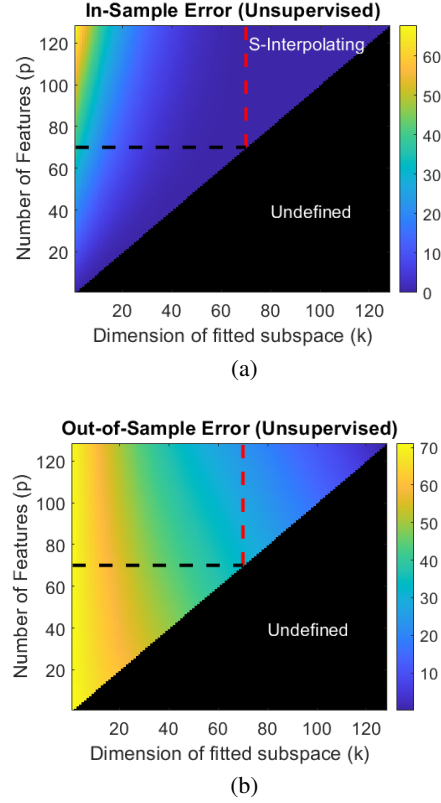 In-Sample Error (Unsupervised)
Number of Features (p)
120
100
80
60
40
20
S-Interpolating
Undefined
60
50
40
30
20
10
0
20 40 60 80 100 120
Dimension of fitted subspace (k)
(a)
Out-of-Sample Error (Unsupervised)
Number of Features (p)
120
100
80
60
40
20
Undefined
70
60
50
40
30
20
10
20 40 60 80 100 120
Dimension of fitted subspace (k)
(b)